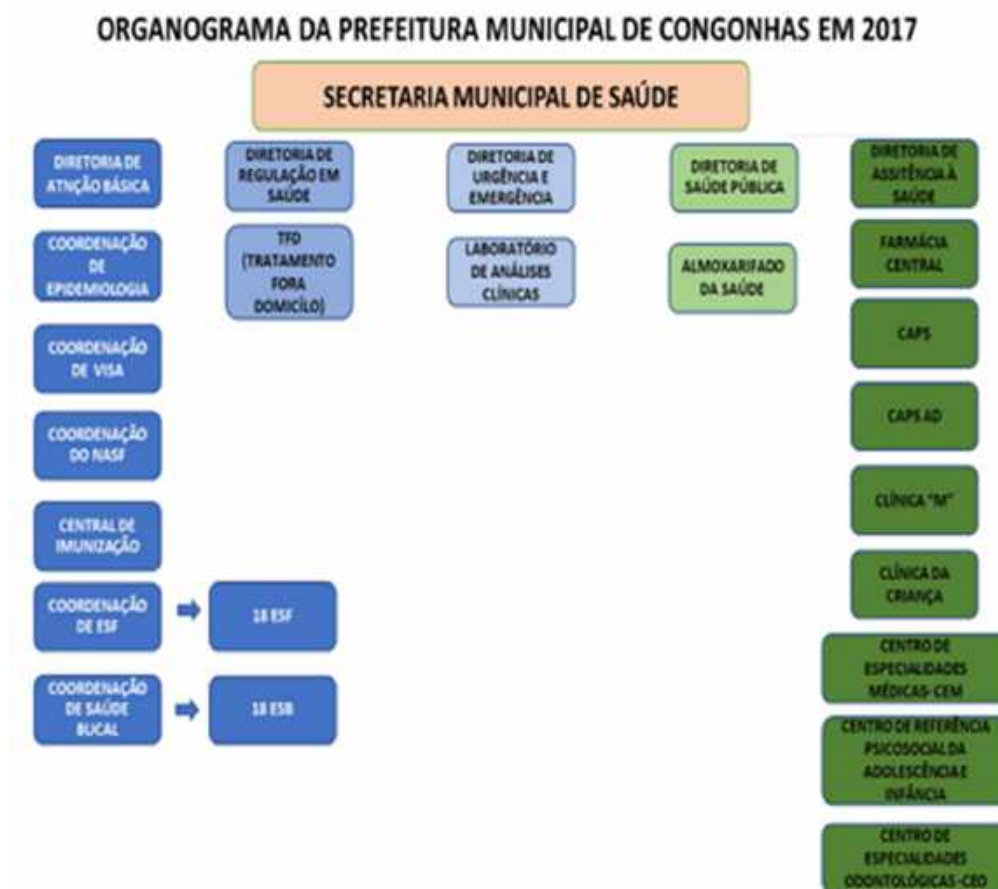 ORGANOGRAMA DA PREFEITURA MUNICIPAL DE CONGONHAS EM 2017
SECRETARIA MUNICIPAL DE SAÚDE
DIRETORIA DE
ATNÇÃO BÁSICA
COORDENAÇÃO
DE
EPIDEMIOLOGIA
COORDENAÇÃO
DE VISA
COORDENAÇÃO
DO NASF
CENTRAL DE
IMUNIZAÇÃO
COORDENAÇÃO
DE ESF
18 ESF
COORDENAÇÃO
DE SAÚDE
BUCAL
18 ESB
DIRETORIA DE
REGULAÇÃO EM
SAÚDE
TFD
(TRATAMENTO
FORA
DOMICÍLO)
DIRETORIA DE
URGÊNCIA E
EMERGÊNCIA
LABORATÓRIO
DE ANÁLISES
CLÍNICAS
DIRETORIA DE
SAÚDE PÚBLICA
ALMOXARIFADO
DA SAÚDE
DIRETORIA DE
ASSITÊNCIA À
SAÚDE
FARMÁCIA
CENTRAL
CAPS
CAPS AD
CLÍNICA "M"
CLÍNICA DA
CRIANÇA
CENTRO DE
ESPECIALIDADES
MÉDICAS- CEM
CENTRO DE REFERÊNCIA
PSICOSOCIAL DA
ADOLESCÊNCIA E
INFÂNCIA
CENTRO DE
ESPECIALIDADES
ODONTOLÓGICAS -CEO